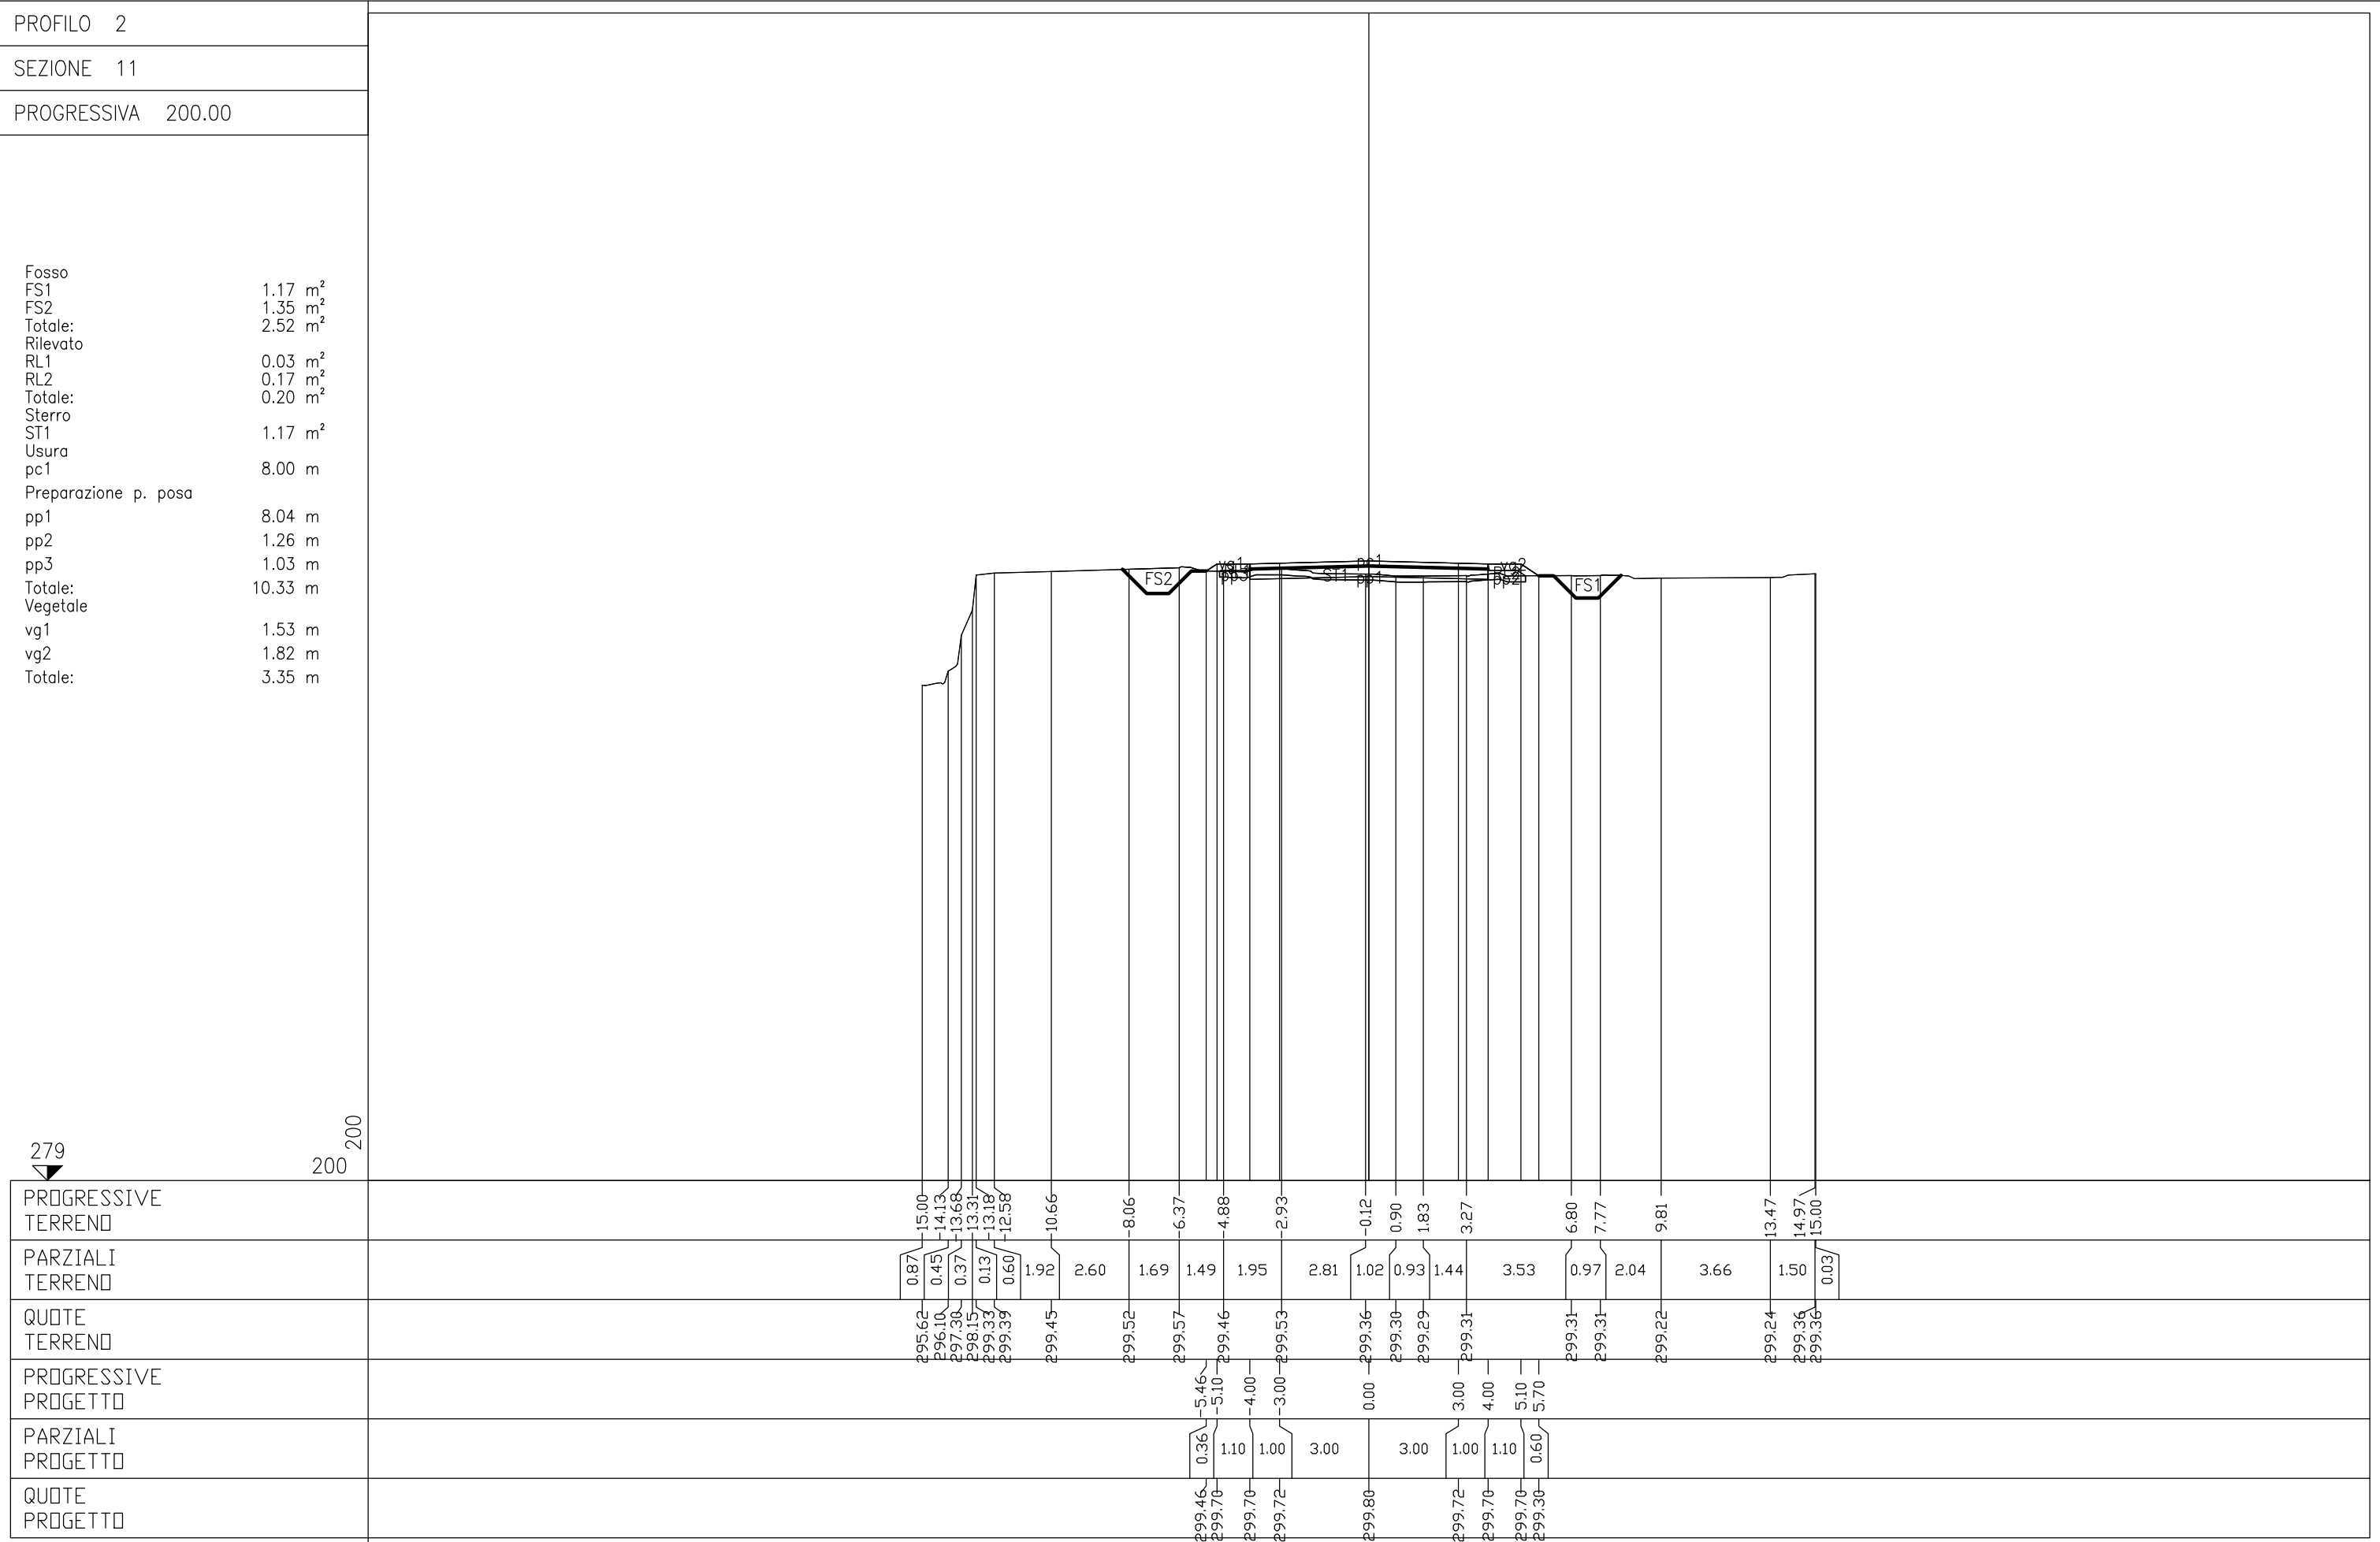 PROFILO 2
SEZIONE 11
PROGRESSIVA 200.00
Fosso
FS1 1.17 m²
FS2 1.35 m²
Totale: 2.52 m²
Rilevato
RL1 0.03 m²
RL2 0.17 m²
Totale: 0.20 m²
Sterro
ST1 1.17 m²
Usura
pc1 8.00 m
Preparazione p. posa
pp1 8.04 m
pp2 1.26 m
pp3 1.03 m
Totale: 10.33 m
Vegetale
vg1 1.53 m
vg2 1.82 m
Totale: 3.35 m
vg1 pc1 vg2
FS2 pp3 ST1 pp1 pp2 FS1
200
279
200
PROGRESSIVE
TERRENO
-15.00 -14.13 -13.68 -13.31 -13.18 -12.58 -10.66 -8.06 -6.37 -4.88 -2.93 -0.12 0.90 1.83 3.27 6.80 7.77 9.81 13.47 14.97 15.00
PARZIALI
TERRENO
0.87 0.45 0.37 0.13 0.60 1.92 2.60 1.69 1.49 1.95 2.81 1.02 0.93 1.44 3.53 0.97 2.04 3.66 1.50 0.03
QUOTE
TERRENO
295.62 296.10 297.30 298.15 299.33 299.39 299.45 299.52 299.57 299.46 299.53 299.36 299.30 299.29 299.31 299.31 299.31 299.22 299.24 299.36 299.36
PROGRESSIVE
PROGETTO
-5.46 -5.10 -4.00 -3.00 0.00 3.00 4.00 5.10 5.70
PARZIALI
PROGETTO
0.36 1.10 1.00 3.00 3.00 1.00 1.10 0.60
QUOTE
PROGETTO
299.46 299.70 299.70 299.72 299.80 299.72 299.70 299.70 299.30